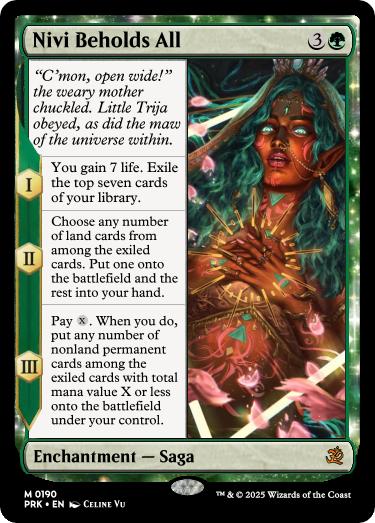 Nivi Beholds All 3
“C’mon, open wide!”
the weary mother
chuckled. Little Trija
obeyed, as did the maw
of the universe within.
I
You gain 7 life. Exile
the top seven cards
of your library.
II
Choose any number
of land cards from
among the exiled
cards. Put one onto
the battlefield and the
rest into your hand.
III
Pay X. When you do,
put any number of
nonland permanent
cards among the
exiled cards with total
mana value X or less
onto the battlefield
under your control.
Enchantment — Saga
M 0190
PRK • EN Celine Vu
™ & © 2025 Wizards of the Coast